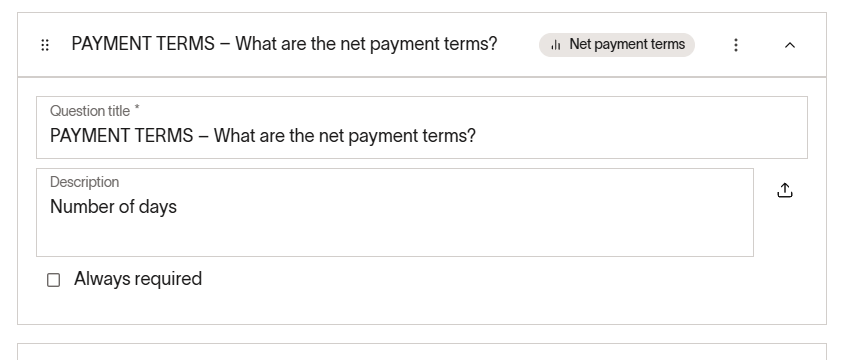 PAYMENT TERMS – What are the net payment terms?
Net payment terms
Question title *
PAYMENT TERMS – What are the net payment terms?
Description
Number of days
Always required